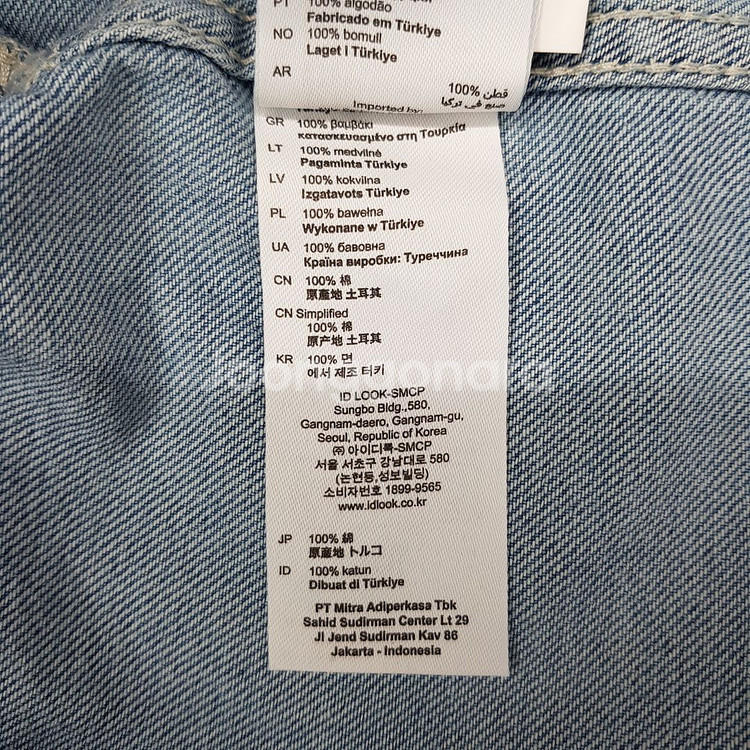 PT 100% algodão
Fabricado em Türkiye
NO 100% bomull
Laget i Türkiye
AR
قطن 100%
صنع في تركيا
Imported by:
GR 100% βαμβάκι
κατασκευασμένο στη Τουρκία
LT 100% medvilnė
Pagaminta Türkiye
LV 100% kokvilna
Izgatavots Türkiye
PL 100% bawełna
Wykonane w Türkiye
UA 100% бавовна
Країна виробки: Туреччина
CN 100% 棉
原產地 土耳其
CN Simplified
100% 棉
原产地 土耳其
KR 100% 면
에서 제조 터키
ID LOOK-SMCP
Sungbo Bldg.,580,
Gangnam-daero, Gangnam-gu,
Seoul, Republic of Korea
㈜ 아이디룩-SMCP
서울 서초구 강남대로 580
(논현동,성보빌딩)
소비자번호 1899-9565
www.idlook.co.kr
JP 100% 綿
原産地 トルコ
ID 100% katun
Dibuat di Türkiye
PT Mitra Adiperkasa Tbk
Sahid Sudirman Center Lt 29
Jl Jend Sudirman Kav 86
Jakarta - Indonesia